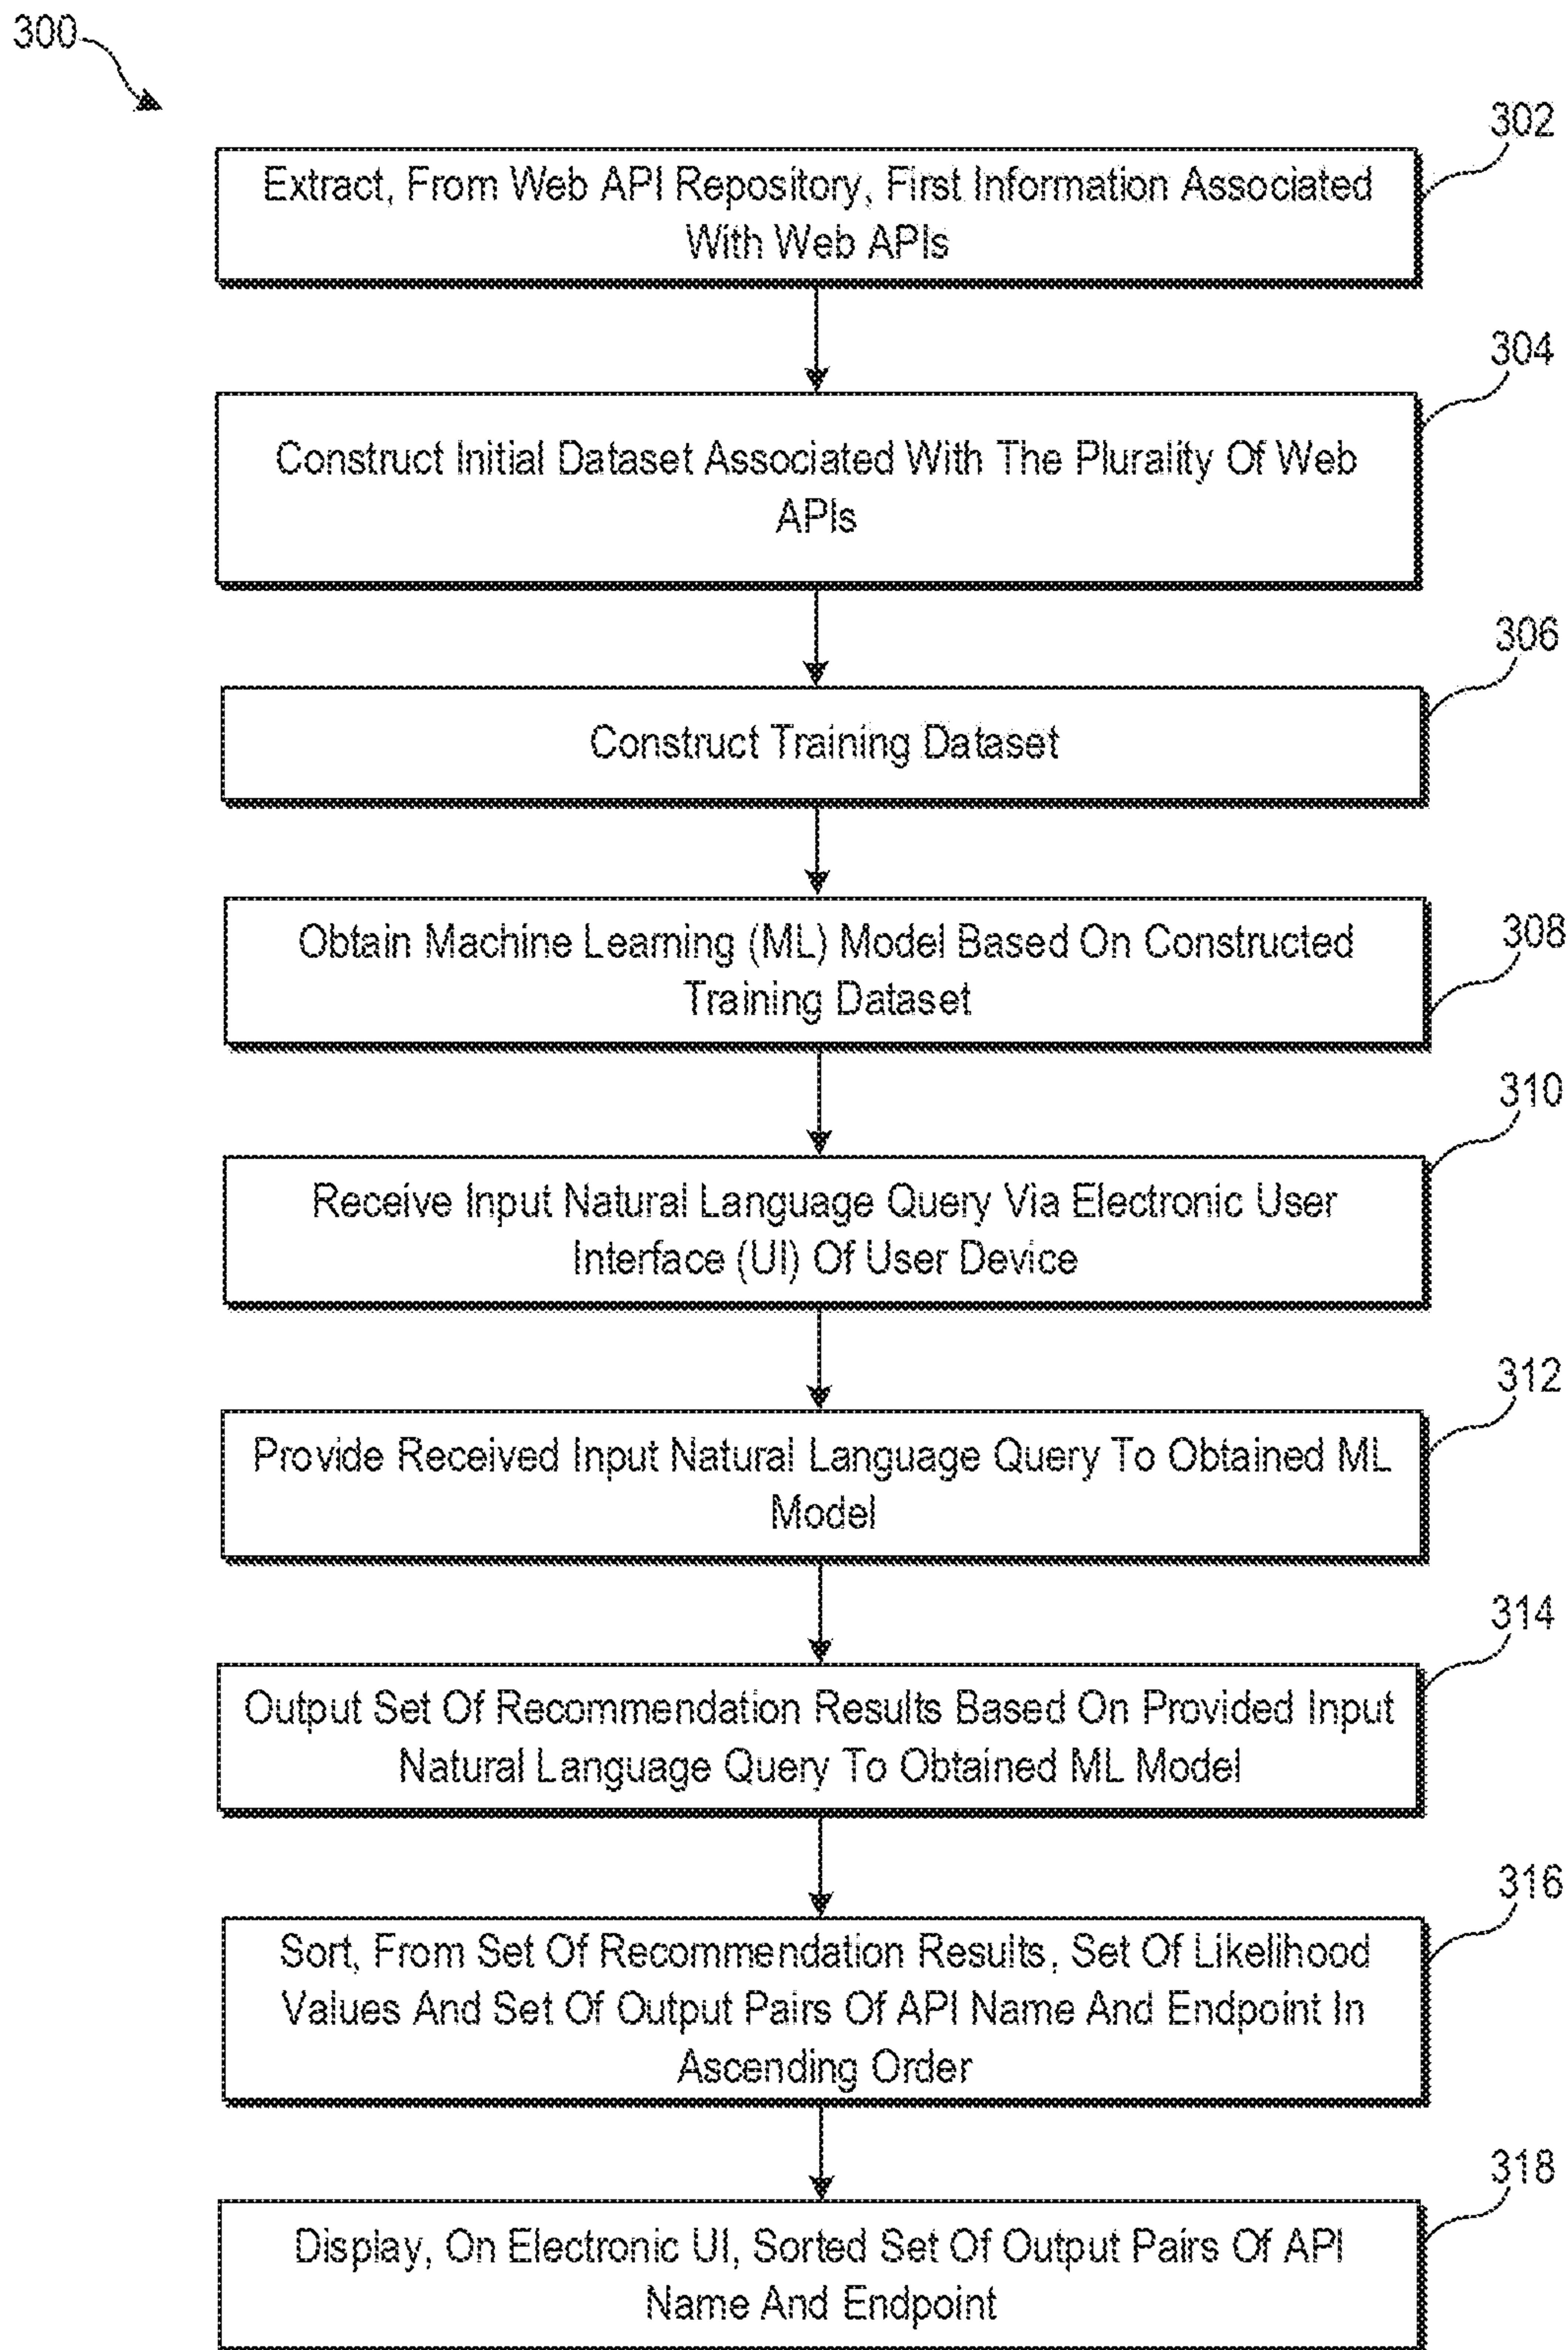 300
302
Extract, From Web API Repository, First Information Associated
With Web APIs
304
Construct Initial Dataset Associated With The Plurality Of Web
APIs
306
Construct Training Dataset
308
Obtain Machine Learning (ML) Model Based On Constructed
Training Dataset
310
Receive Input Natural Language Query Via Electronic User
Interface (UI) Of User Device
312
Provide Received Input Natural Language Query To Obtained ML
Model
314
Output Set Of Recommendation Results Based On Provided Input
Natural Language Query To Obtained ML Model
316
Sort, From Set Of Recommendation Results, Set Of Likelihood
Values And Set Of Output Pairs Of API Name And Endpoint In
Ascending Order
318
Display, On Electronic UI, Sorted Set Of Output Pairs Of API
Name And Endpoint